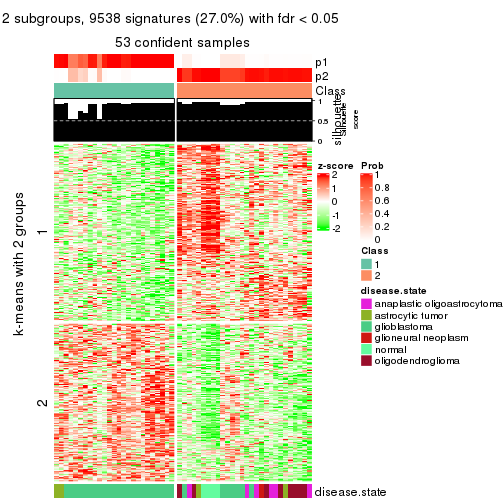 2 subgroups, 9538 signatures (27.0%) with fdr < 0.05
53 confident samples
p1
p2
Class
1
0.5
0
silhouette
silhouette
score
k-means with 2 groups
1
2
z-score
2
1
0
-1
-2
Prob
1
0.8
0.6
0.4
0.2
0
Class
1
2
disease.state
anaplastic oligoastrocytoma
astrocytic tumor
glioblastoma
glioneural neoplasm
normal
oligodendroglioma
disease.state